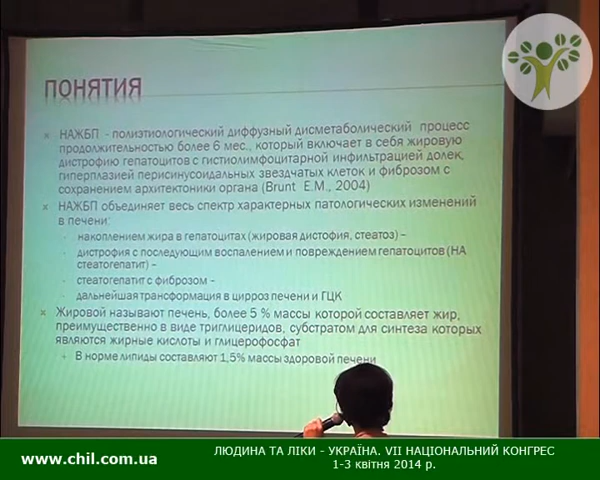 ПОНЯТИЯ
НАЖБП - полиэтиологический диффузный дисметаболический процесс
продолжительностью более 6 мес., который включает в себя жировую
дистрофию гепатоцитов с гистиолимфоцитарной инфильтрацией долек,
гиперплазией перисинусоидальных звездчатых клеток и фиброзом с
сохранением архитектоники органа (Brunt E.M., 2004)
НАЖБП объединяет весь спектр характерных патологических изменений
в печени:
накоплением жира в гепатоцитах (жировая дистофия, стеатоз) –
дистрофия с последующим воспалением и повреждением гепатоцитов (НА
стеатогепатит) –
стеатогепатит с фиброзом –
дальнейшая трансформация в цирроз печени и ГЦК
Жировой называют печень, более 5 % массы которой составляет жир,
преимущественно в виде триглицеридов, субстратом для синтеза которых
являются жирные кислоты и глицерофосфат
+ В норме липиды составляют 1,5% массы здоровой печени
www.chil.com.ua
ЛЮДИНА ТА ЛІКИ - УКРАЇНА. VII НАЦІОНАЛЬНИЙ КОНГРЕС
1-3 квітня 2014 р.